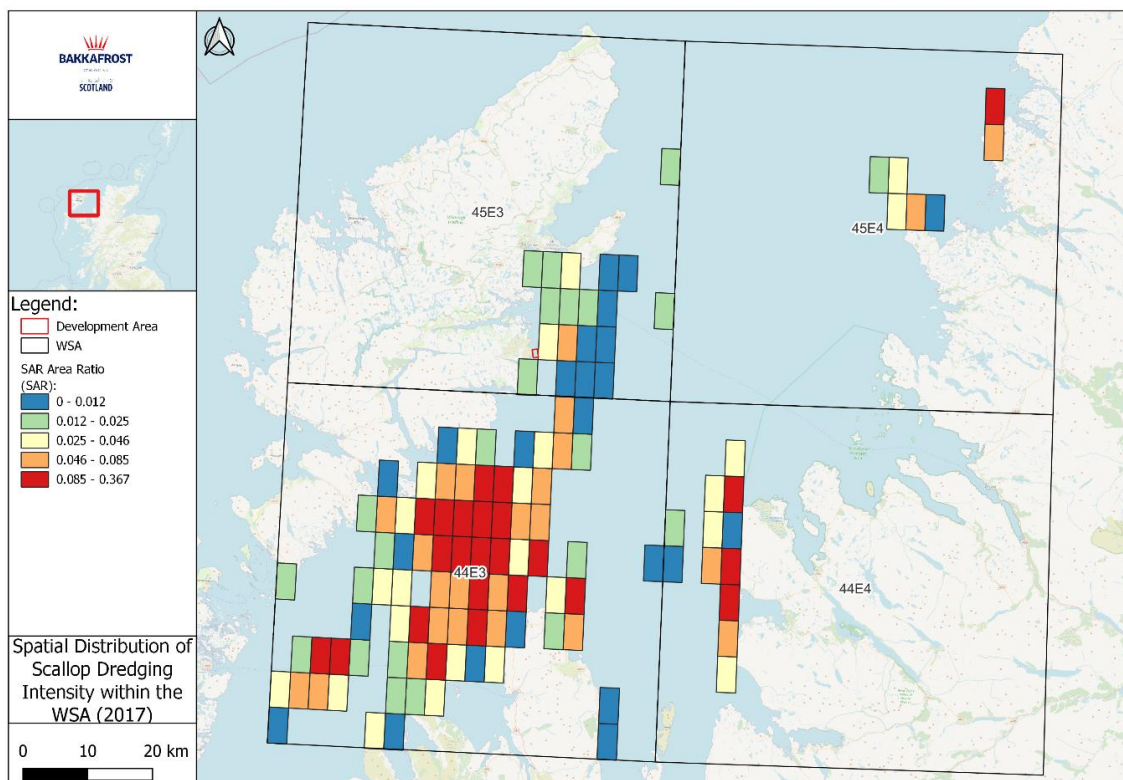 BAKKAFROST
SCOTLAND
Legend:
Development Area
WSA
SAR Area Ratio
(SAR):
0 - 0.012
0.012 - 0.025
0.025 - 0.046
0.046 - 0.085
0.085 - 0.367
Spatial Distribution of
Scallop Dredging
Intensity within the
WSA (2017)
0 10 20 km
45E3
45E4
44E3
44E4